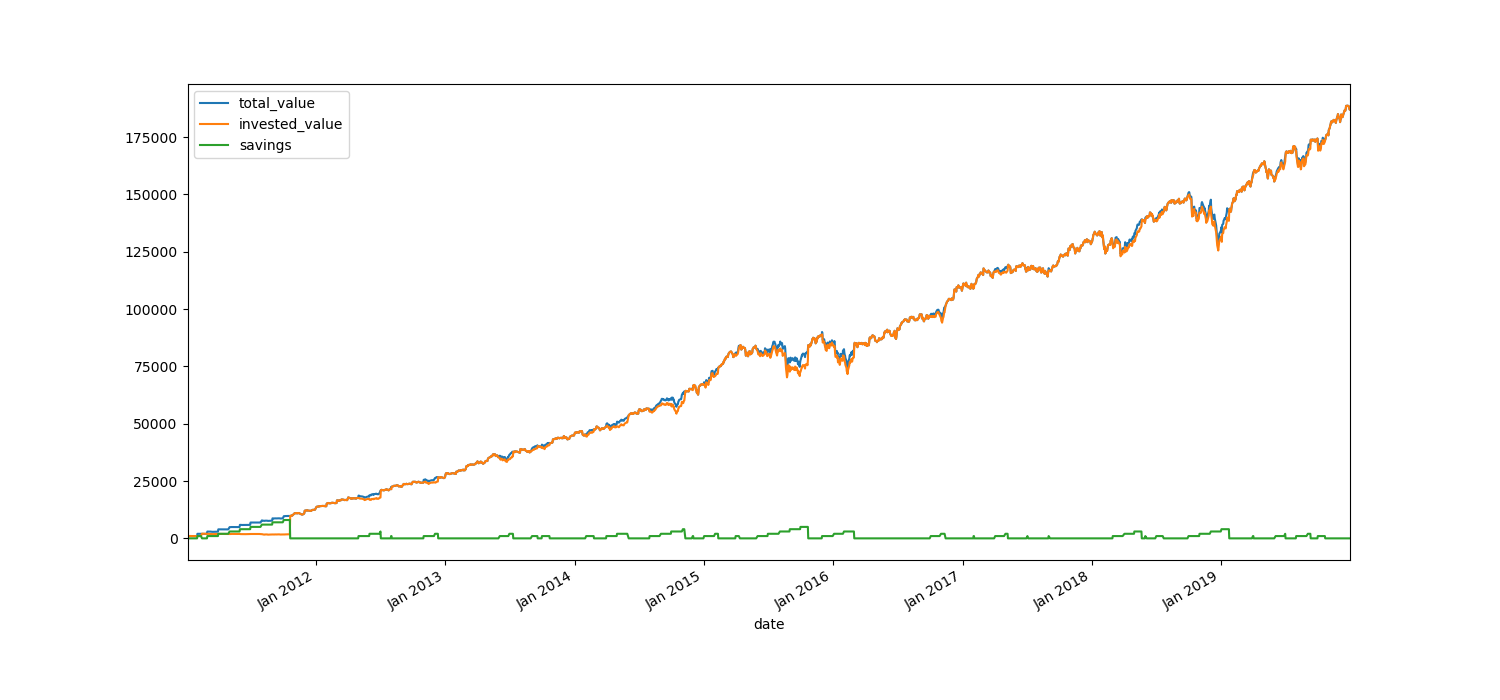 total_value
invested_value
savings
175000
150000
125000
100000
75000
50000
25000
0
Jan 2012
Jan 2013
Jan 2014
Jan 2015
Jan 2016
Jan 2017
Jan 2018
Jan 2019
date